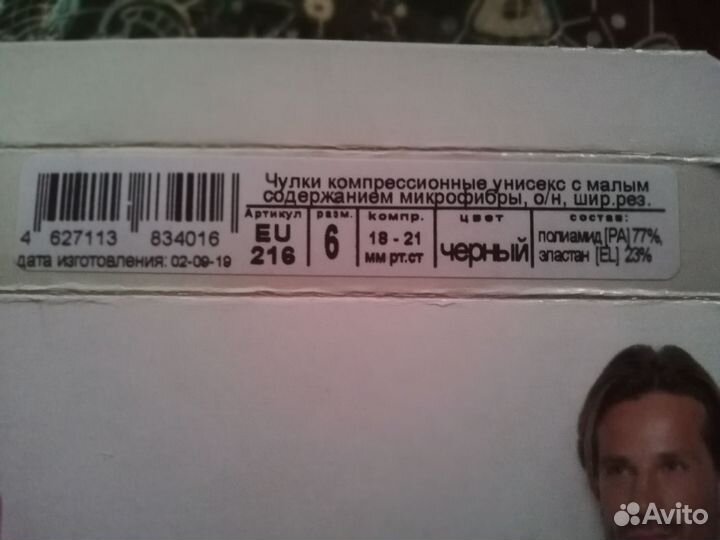 Чулки компрессионные унисекс с малым
содержанием микрофибры, о/н, шир.рез.
Артикул разм. компр. цвет состав:
EU 6 18 - 21 черный полиамид [PA] 77%,
216 мм рт.ст эластан [EL] 23%
4 627113 834016
дата изготовления: 02-09-19
Avito